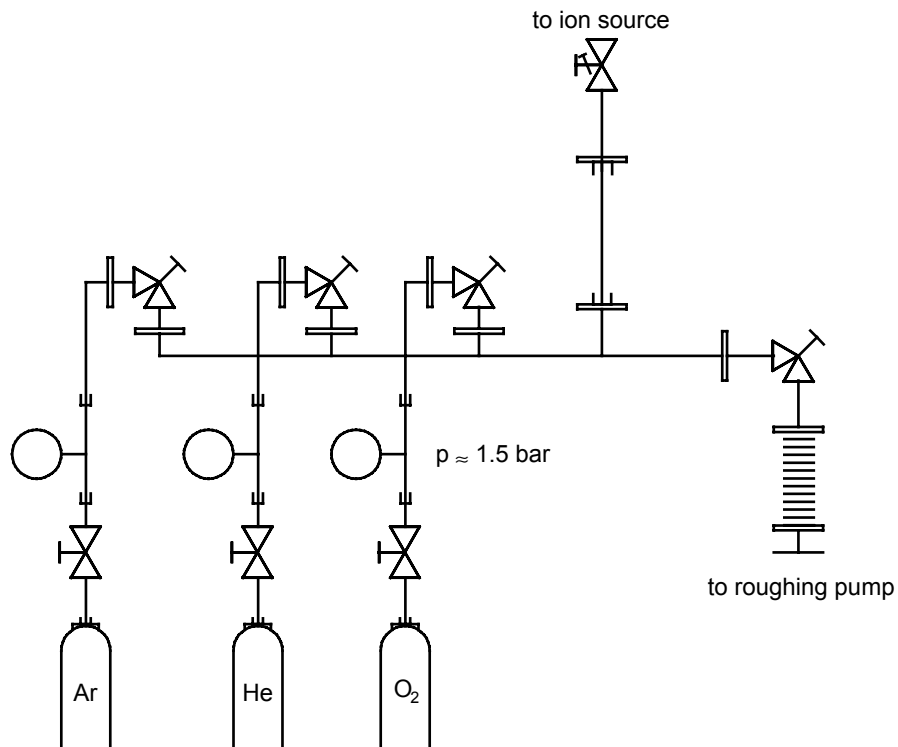 to ion source
p ≈ 1.5 bar
to roughing pump
Ar
He
O₂